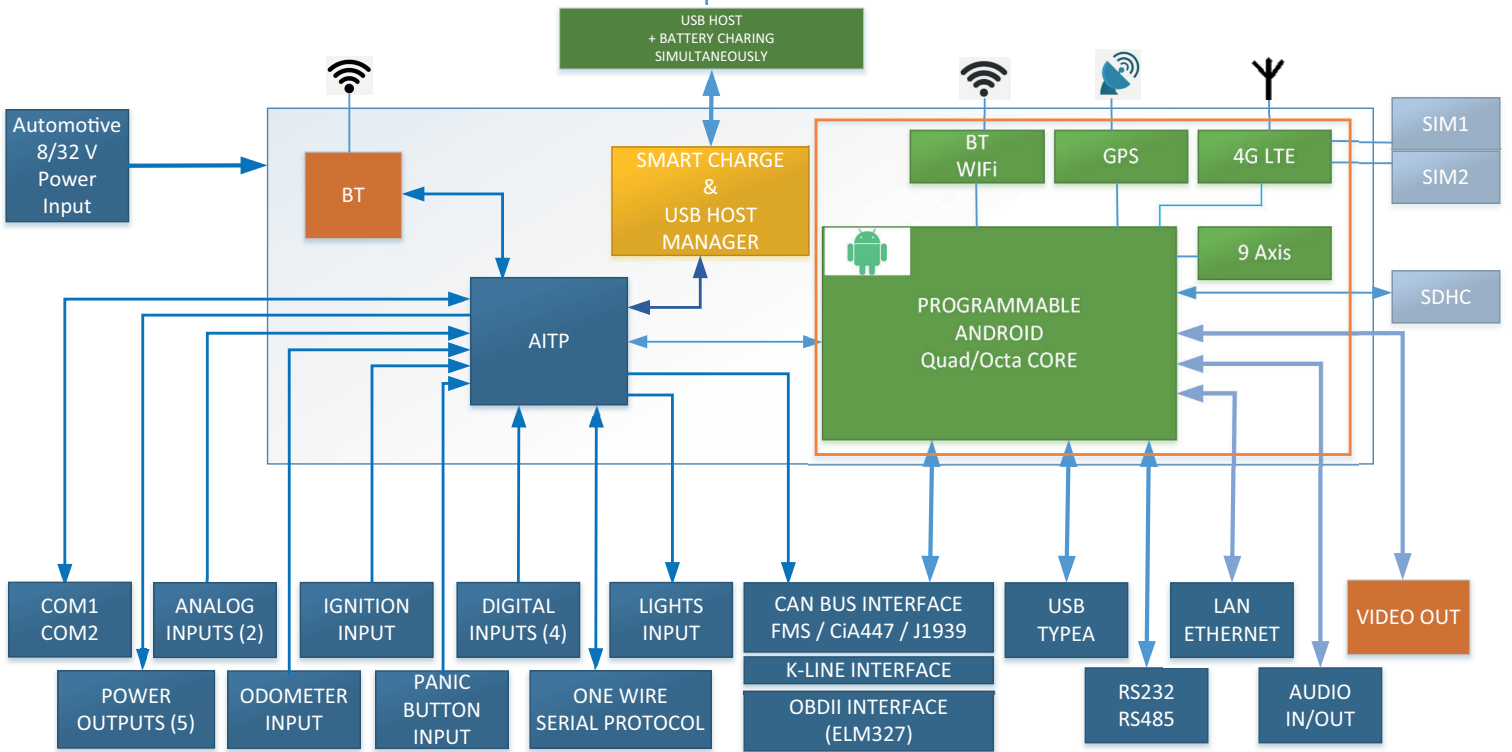 USB HOST
+ BATTERY CHARING
SIMULTANEOUSLY
Automotive
8/32 V
Power
Input
BT
SMART CHARGE
&
USB HOST
MANAGER
BT
WIFi
GPS
4G LTE
SIM1
SIM2
9 Axis
SDHC
AITP
PROGRAMMABLE
ANDROID
Quad/Octa CORE
COM1
COM2
ANALOG
INPUTS (2)
IGNITION
INPUT
DIGITAL
INPUTS (4)
LIGHTS
INPUT
CAN BUS INTERFACE
FMS / CiA447 / J1939
USB
TYPEA
LAN
ETHERNET
VIDEO OUT
POWER
OUTPUTS (5)
ODOMETER
INPUT
PANIC
BUTTON
INPUT
ONE WIRE
SERIAL PROTOCOL
K-LINE INTERFACE
OBDII INTERFACE
(ELM327)
RS232
RS485
AUDIO
IN/OUT